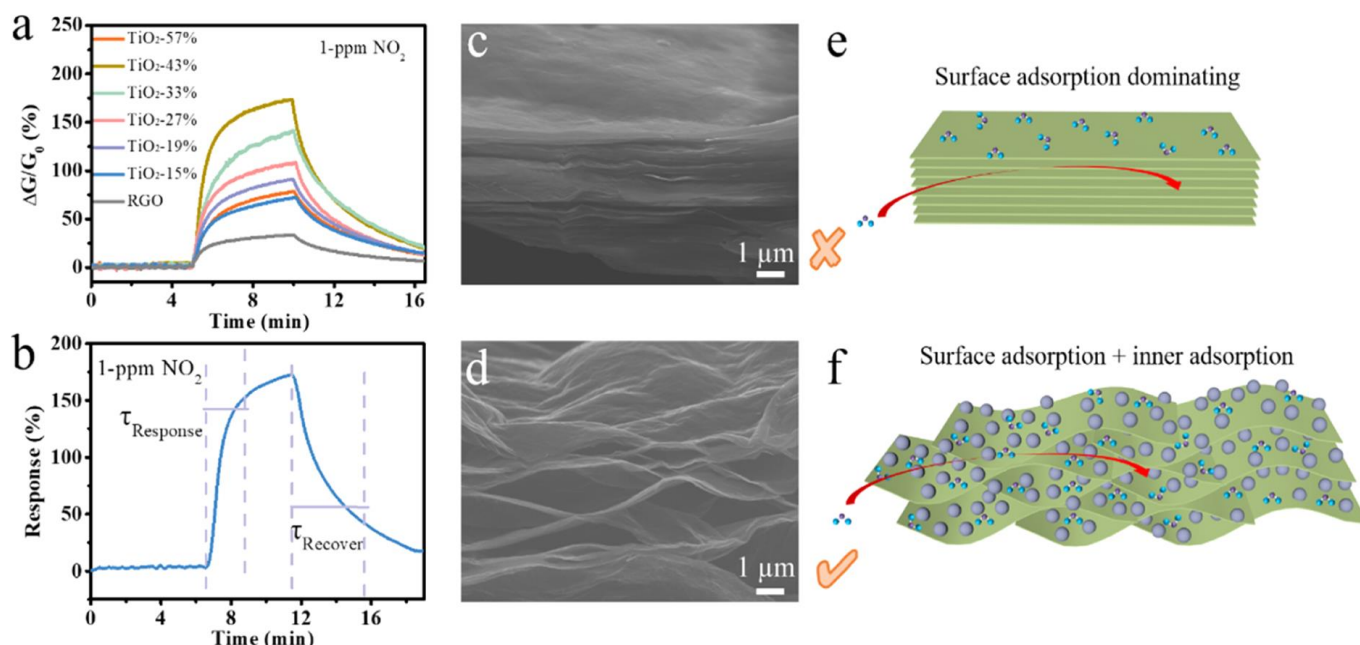 a
250
200
150
100
50
0
ΔG/G₀ (%)
TiO₂-57%
TiO₂-43%
TiO₂-33%
TiO₂-27%
TiO₂-19%
TiO₂-15%
RGO
1-ppm NO₂
0 4 8 12 16
Time (min)
b
200
150
100
50
0
Response (%)
1-ppm NO₂
τResponse
τRecover
0 4 8 12 16
Time (min)
c
1 µm
d
1 µm
e
Surface adsorption dominating
f
Surface adsorption + inner adsorption